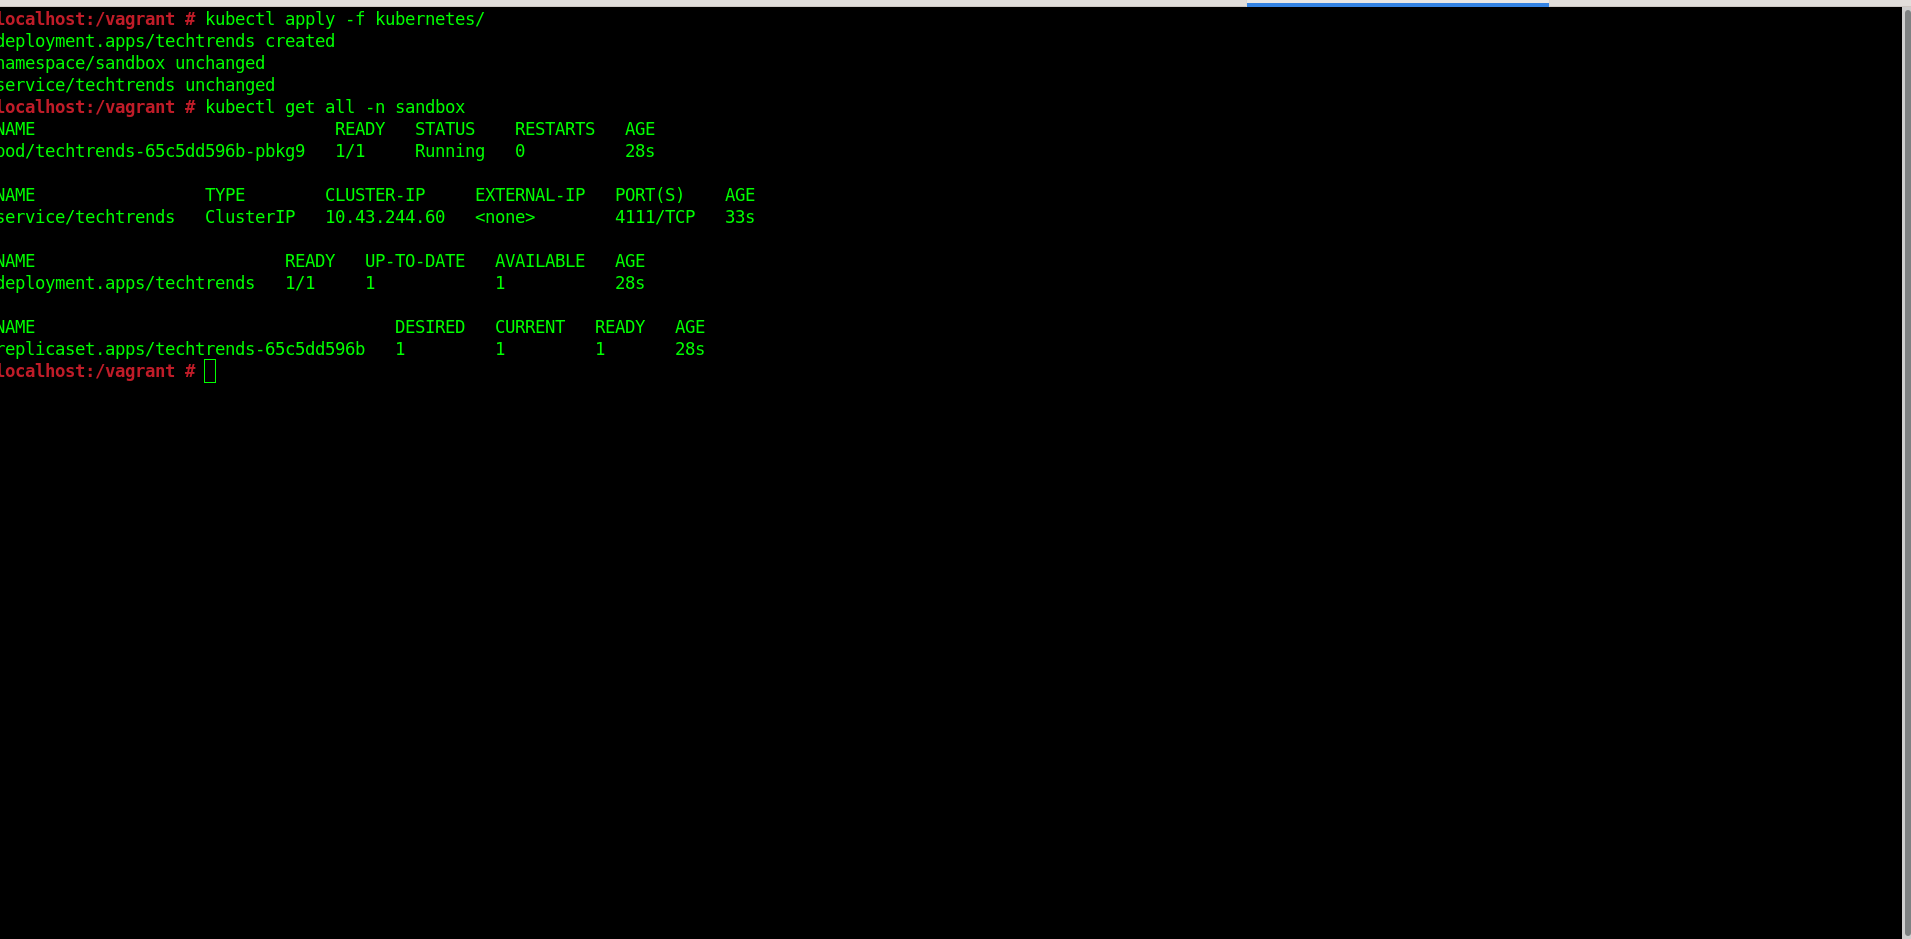 localhost:/vagrant # kubectl apply -f kubernetes/
deployment.apps/techtrends created
namespace/sandbox unchanged
service/techtrends unchanged
localhost:/vagrant # kubectl get all -n sandbox
NAME                              READY   STATUS    RESTARTS   AGE
pod/techtrends-65c5dd596b-pbkg9   1/1     Running   0          28s
NAME                 TYPE        CLUSTER-IP     EXTERNAL-IP   PORT(S)    AGE
service/techtrends   ClusterIP   10.43.244.60   <none>        4111/TCP   33s
NAME                         READY   UP-TO-DATE   AVAILABLE   AGE
deployment.apps/techtrends   1/1     1            1           28s
NAME                                    DESIRED   CURRENT   READY   AGE
replicaset.apps/techtrends-65c5dd596b   1         1         1       28s
localhost:/vagrant #